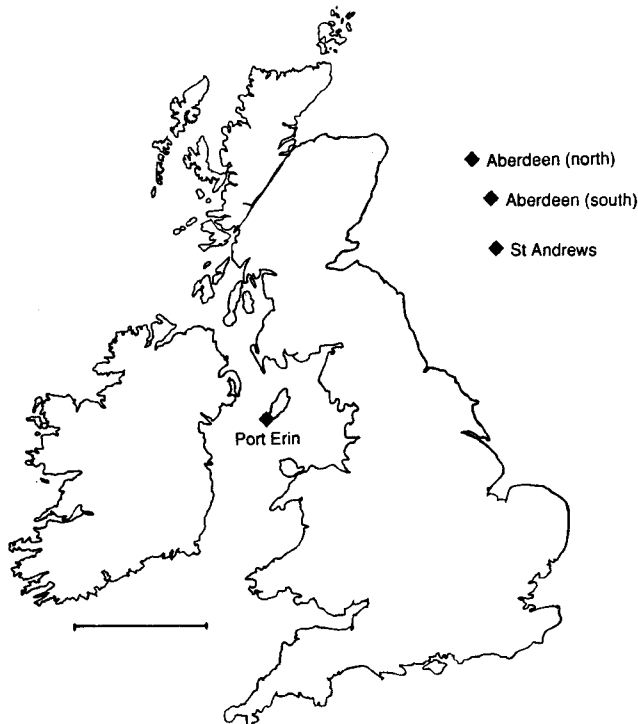 Aberdeen (north)
Aberdeen (south)
St Andrews
Port Erin